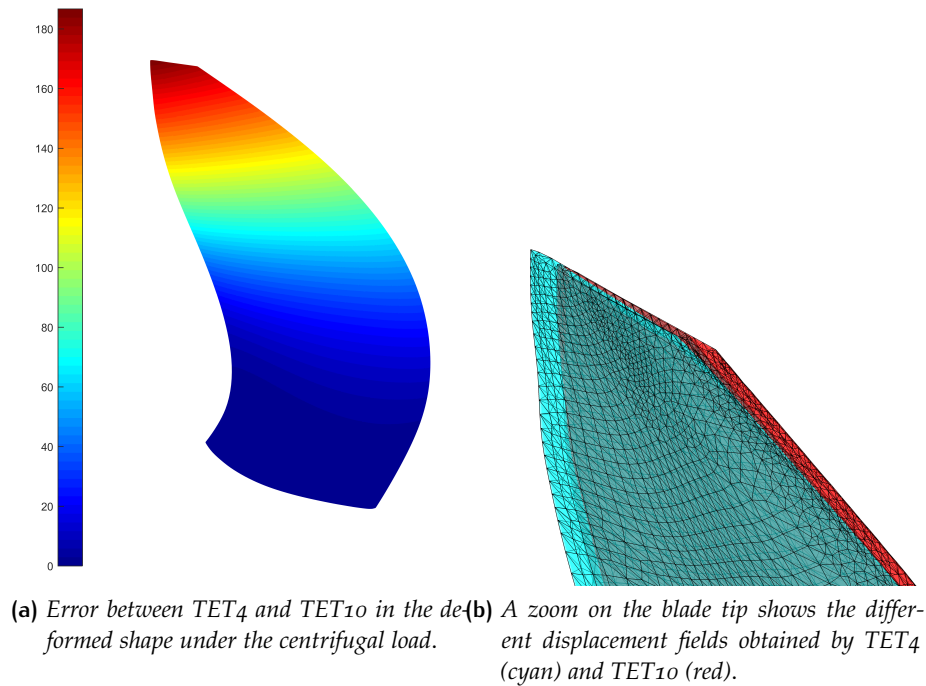 180
160
140
120
100
80
60
40
20
0
(a) Error between TET4 and TET10 in the de-
formed shape under the centrifugal load.
(b) A zoom on the blade tip shows the differ-
ent displacement fields obtained by TET4
(cyan) and TET10 (red).